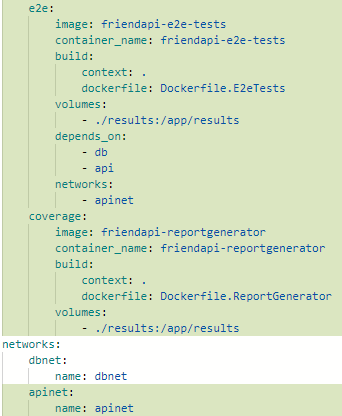 e2e:
image: friendapi-e2e-tests
container_name: friendapi-e2e-tests
build:
context: .
dockerfile: Dockerfile.E2eTests
volumes:
- ./results:/app/results
depends_on:
- db
- api
networks:
- apinet
coverage:
image: friendapi-reportgenerator
container_name: friendapi-reportgenerator
build:
context: .
dockerfile: Dockerfile.ReportGenerator
volumes:
- ./results:/app/results
networks:
dbnet:
name: dbnet
apinet:
name: apinet